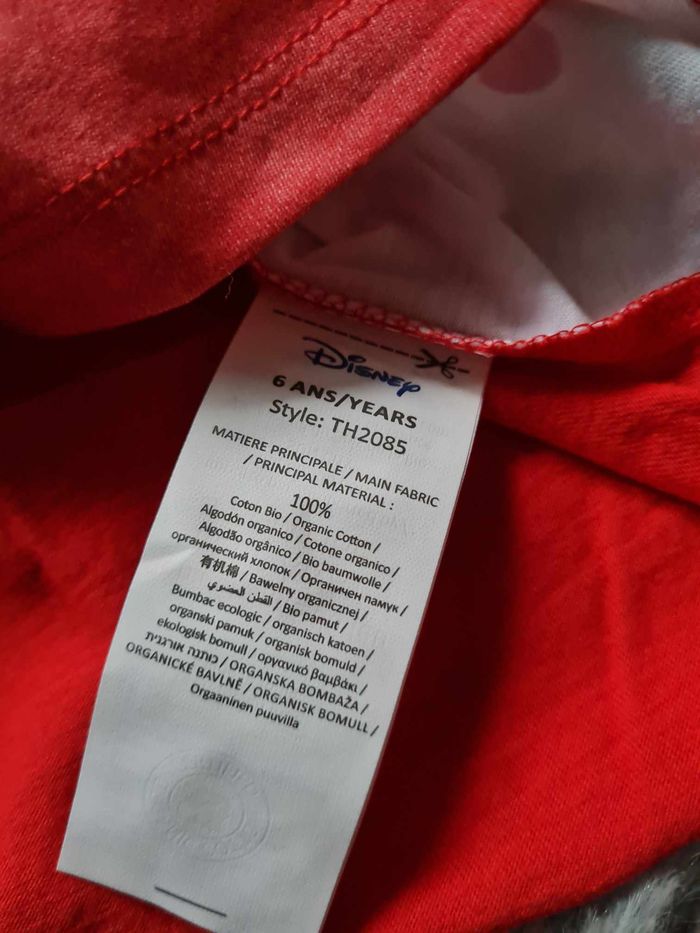 Disney
6 ANS/YEARS
Style: TH2085
MATIERE PRINCIPALE / MAIN FABRIC
/ PRINCIPAL MATERIAL :
100%
Coton Bio / Organic Cotton /
Algodón organico / Cotone organico /
Algodão orgânico / Bio baumwolle /
органический хлопок / Органичен памук /
有机棉 / Bawelny organicznej /
القطن العضوي / Bio pamut /
Bumbac ecologic / organisch katoen /
organski pamuk / organisk bomuld /
ekologisk bomull / οργανικό βαμβάκι /
כותנה אורגנית / ORGANSKA BOMBAŽA /
ORGANICKÉ BAVLNĚ / ORGANISK BOMULL /
Orgaaninen puuvilla